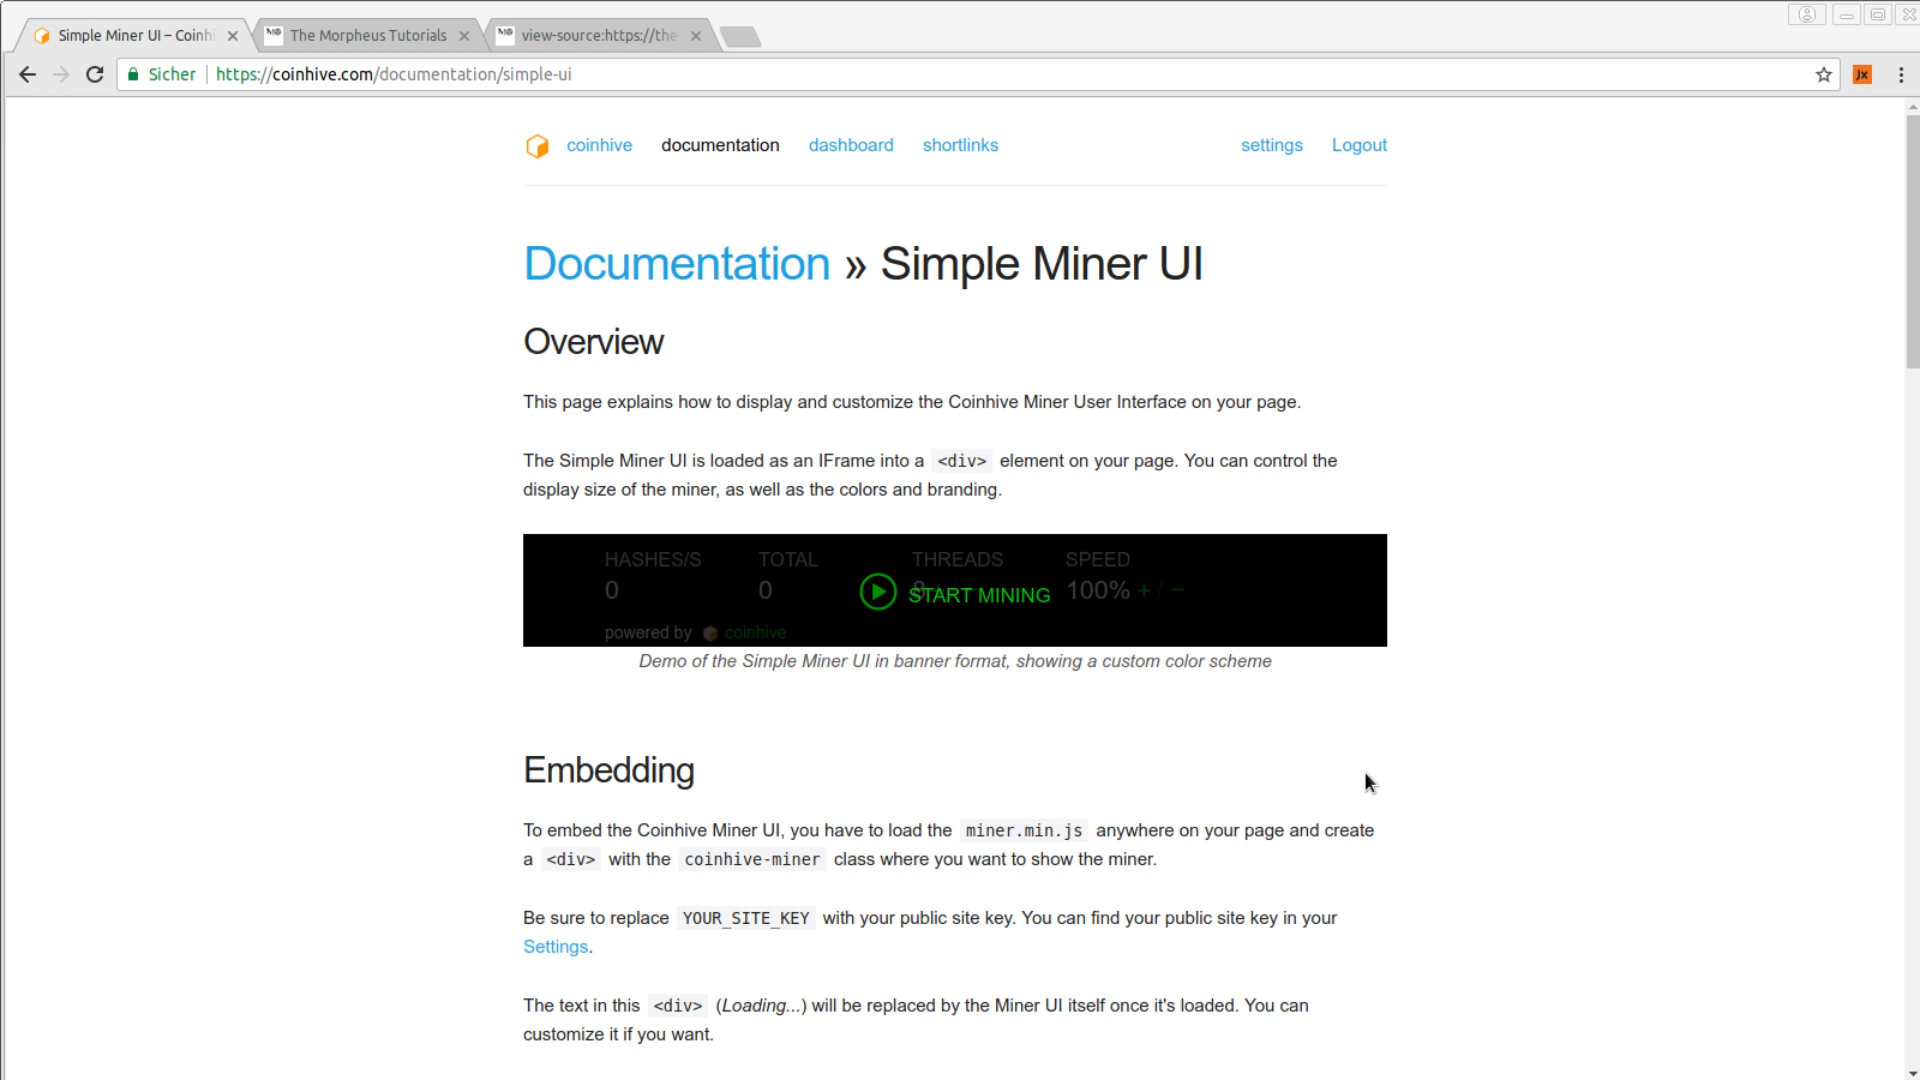 Simple Miner UI – Coinhi
The Morpheus Tutorials
view-source:https://the
Sicher
https://coinhive.com/documentation/simple-ui
coinhive documentation dashboard shortlinks settings Logout
Documentation » Simple Miner UI
Overview
This page explains how to display and customize the Coinhive Miner User Interface on your page.
The Simple Miner UI is loaded as an IFrame into a <div> element on your page. You can control the
display size of the miner, as well as the colors and branding.
HASHES/S TOTAL THREADS SPEED
0 0 8 100% + / −
START MINING
powered by coinhive
Demo of the Simple Miner UI in banner format, showing a custom color scheme
Embedding
To embed the Coinhive Miner UI, you have to load the miner.min.js anywhere on your page and create
a <div> with the coinhive-miner class where you want to show the miner.
Be sure to replace YOUR_SITE_KEY with your public site key. You can find your public site key in your
Settings.
The text in this <div> (Loading...) will be replaced by the Miner UI itself once it's loaded. You can
customize it if you want.